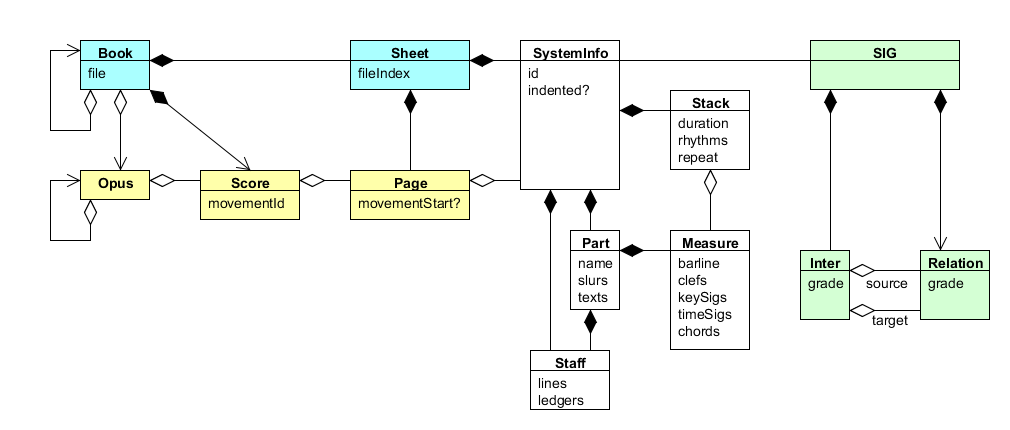 Book
file
Sheet
fileIndex
SystemInfo
id
indented?
SIG
Stack
duration
rhythms
repeat
Opus
Score
movementId
Page
movementStart?
Part
name
slurs
texts
Measure
barline
clefs
keySigs
timeSigs
chords
Inter
grade
source
target
Relation
grade
Staff
lines
ledgers